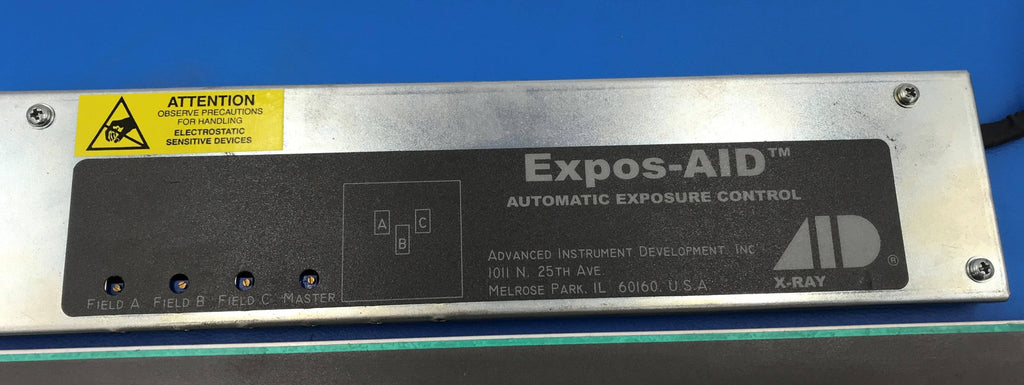 ATTENTION
OBSERVE PRECAUTIONS
FOR HANDLING
ELECTROSTATIC
SENSITIVE DEVICES
Expos-AID™
AUTOMATIC EXPOSURE CONTROL
A
C
B
ADVANCED INSTRUMENT DEVELOPMENT, INC
1011 N. 25TH AVE.
MELROSE PARK, IL 60160, U.S.A.
AID®
X-RAY
FIELD A FIELD B FIELD C MASTER